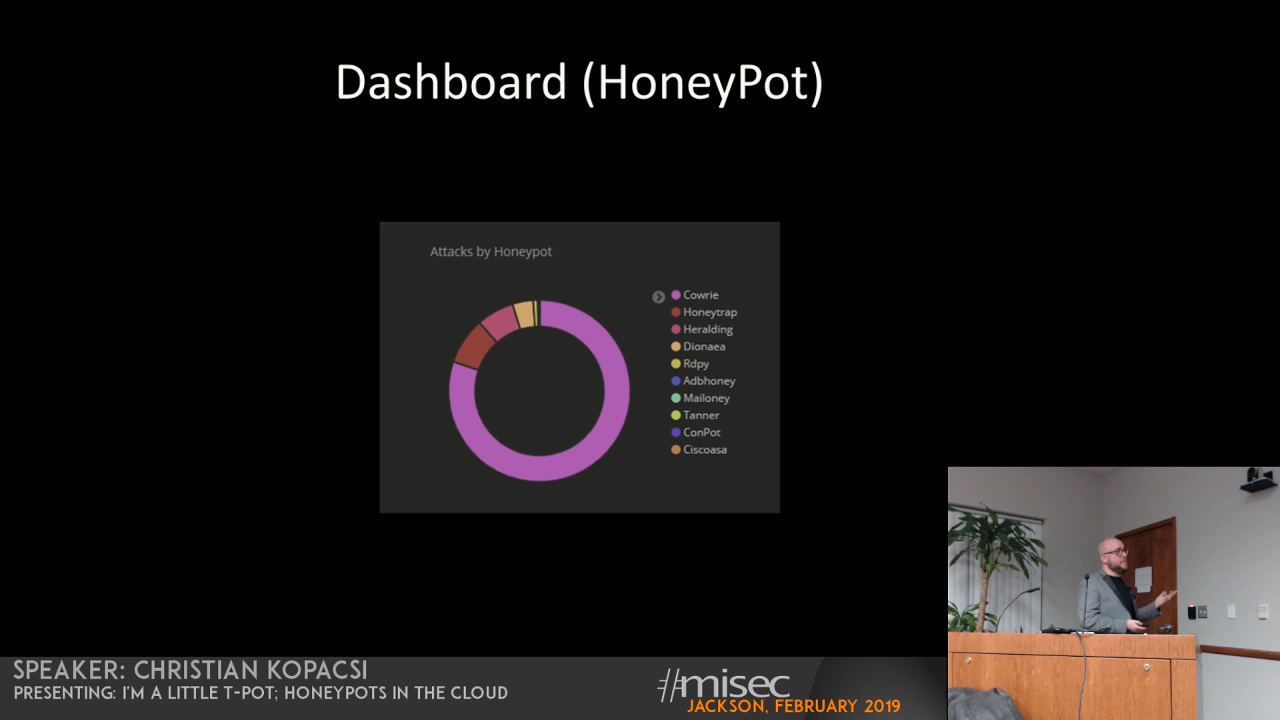 Dashboard (HoneyPot)
Attacks by Honeypot
Cowrie
Honeytrap
Heralding
Dionaea
Rdpy
Adbhoney
Mailoney
Tanner
ConPot
Ciscoasa
SPEAKER: CHRISTIAN KOPACSI
PRESENTING: I'M A LITTLE T-POT; HONEYPOTS IN THE CLOUD
#misec
JACKSON, FEBRUARY 2019